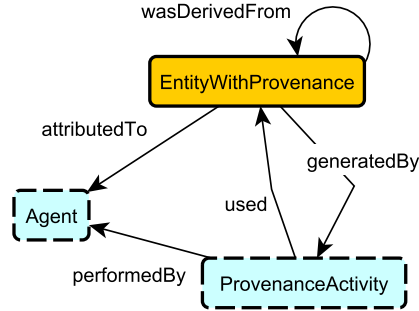 wasDerivedFrom
EntityWithProvenance
attributedTo
generatedBy
Agent
used
performedBy
ProvenanceActivity